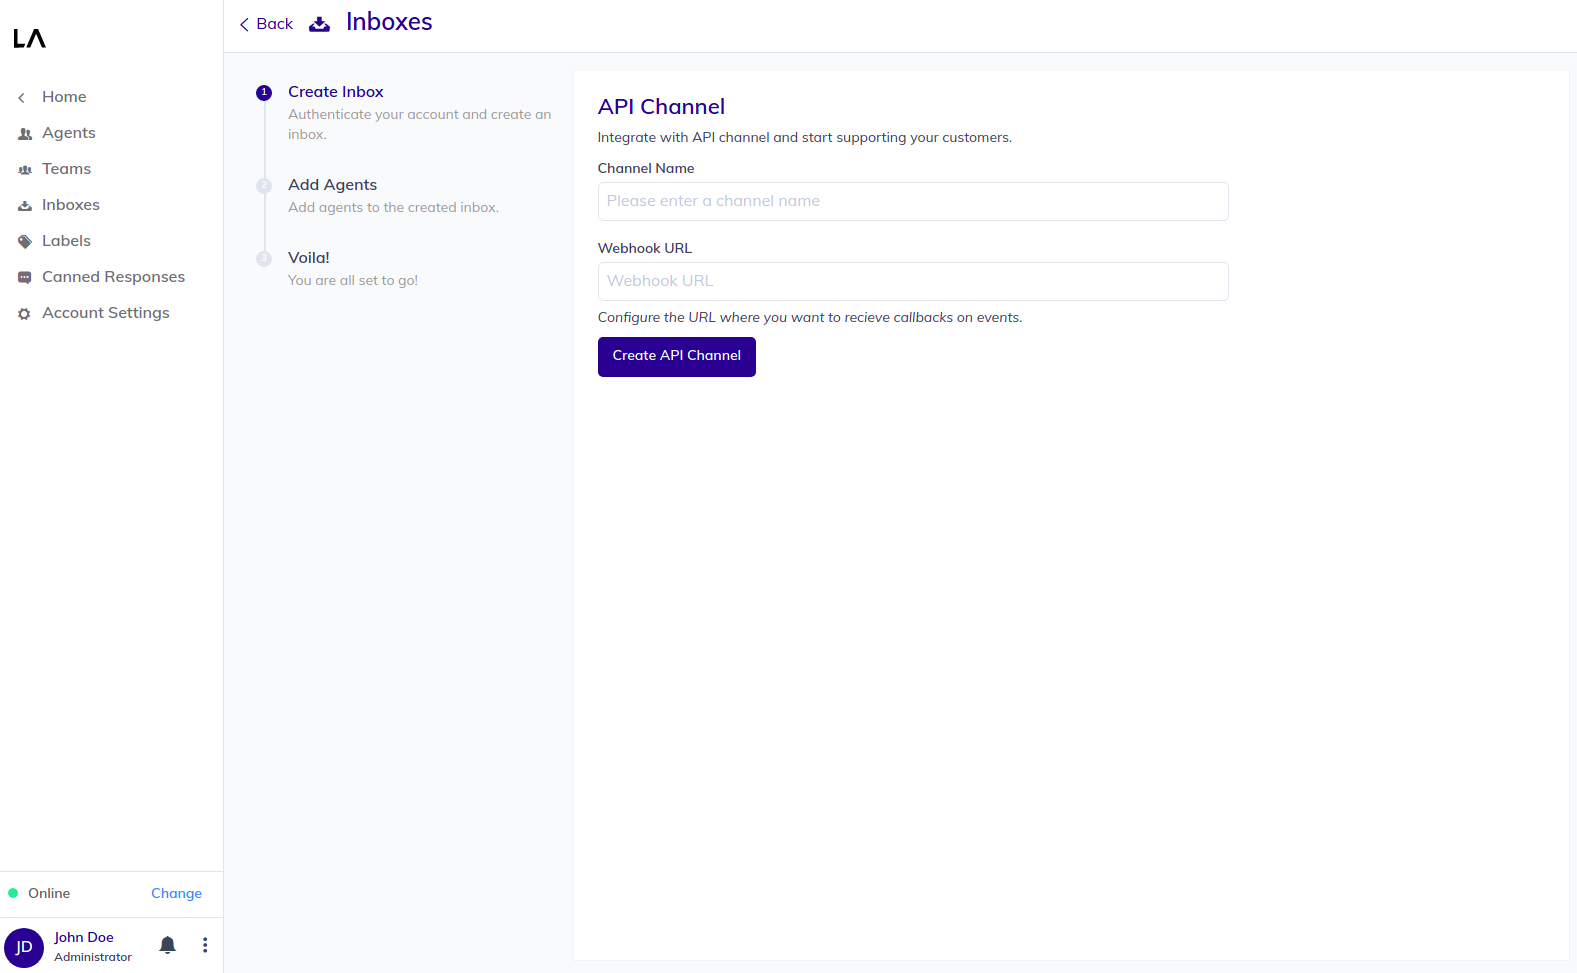 LA
Home
Agents
Teams
Inboxes
Labels
Canned Responses
Account Settings
Online
Change
JD
John Doe
Administrator
Back
Inboxes
1
Create Inbox
Authenticate your account and create an
inbox.
2
Add Agents
Add agents to the created inbox.
3
Voila!
You are all set to go!
API Channel
Integrate with API channel and start supporting your customers.
Channel Name
Please enter a channel name
Webhook URL
Webhook URL
Configure the URL where you want to recieve callbacks on events.
Create API Channel